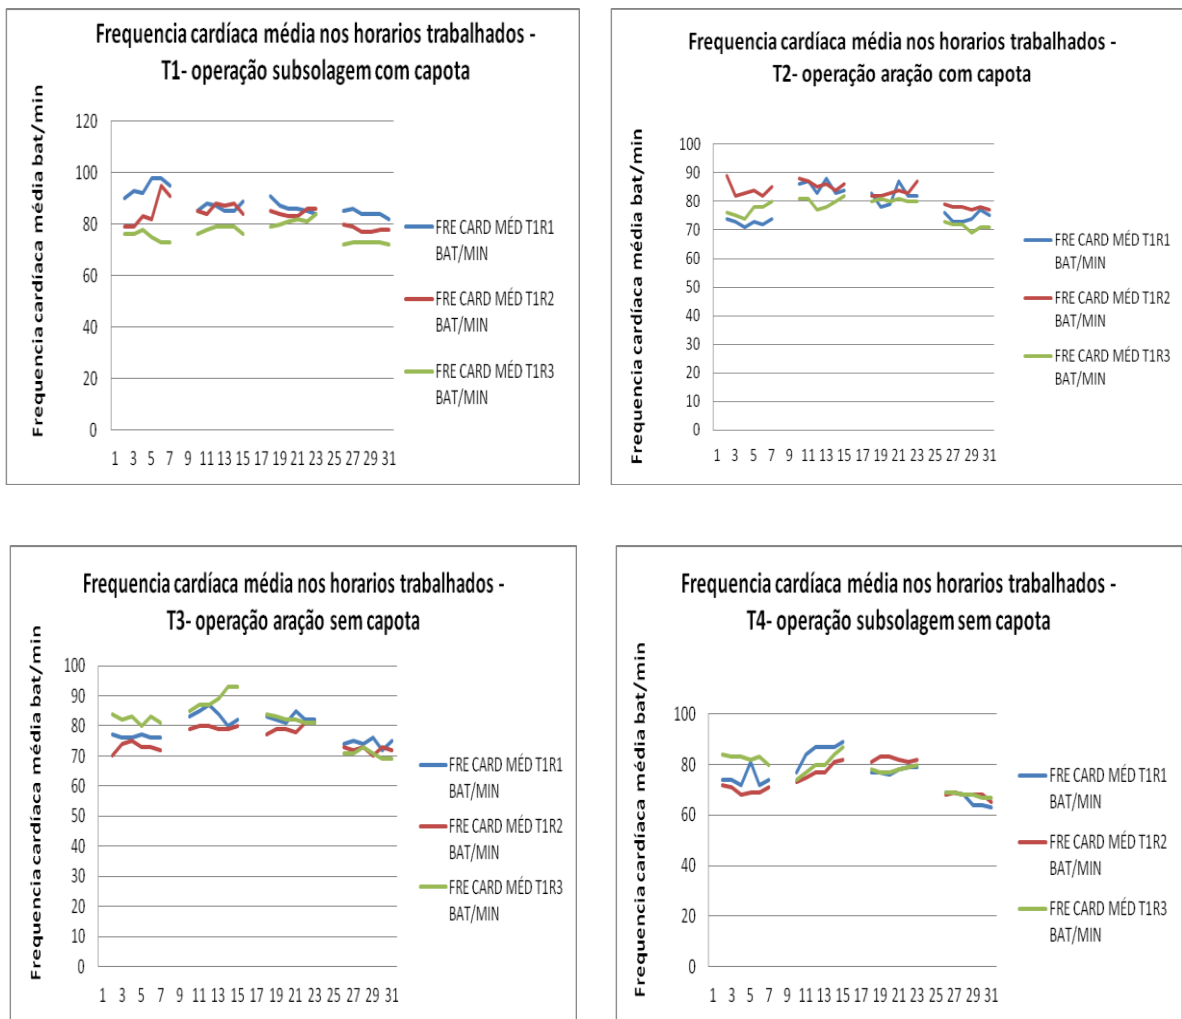 Frequencia cardíaca média nos horarios trabalhados -
T1- operação subsolagem com capota
Frequencia cardíaca média bat/min
120
100
80
60
40
20
0
1 3 5 7 9 11 13 15 17 19 21 23 25 27 29 31
FRE CARD MÉD T1R1
BAT/MIN
FRE CARD MÉD T1R2
BAT/MIN
FRE CARD MÉD T1R3
BAT/MIN
Frequencia cardíaca média nos horarios trabalhados -
T2- operação aração com capota
Frequencia cardíaca média bat/min
100
90
80
70
60
50
40
30
20
10
0
1 3 5 7 9 11 13 15 17 19 21 23 25 27 29 31
FRE CARD MÉD T1R1
BAT/MIN
FRE CARD MÉD T1R2
BAT/MIN
FRE CARD MÉD T1R3
BAT/MIN
Frequencia cardíaca média nos horarios trabalhados -
T3- operação aração sem capota
Frequencia cardíaca média bat/min
100
90
80
70
60
50
40
30
20
10
0
1 3 5 7 9 11 13 15 17 19 21 23 25 27 29 31
FRE CARD MÉD T1R1
BAT/MIN
FRE CARD MÉD T1R2
BAT/MIN
FRE CARD MÉD T1R3
BAT/MIN
Frequencia cardíaca média nos horarios trabalhados -
T4- operação subsolagem sem capota
Frequencia cardíaca média bat/min
100
80
60
40
20
0
1 3 5 7 9 11 13 15 17 19 21 23 25 27 29 31
FRE CARD MÉD T1R1
BAT/MIN
FRE CARD MÉD T1R2
BAT/MIN
FRE CARD MÉD T1R3
BAT/MIN